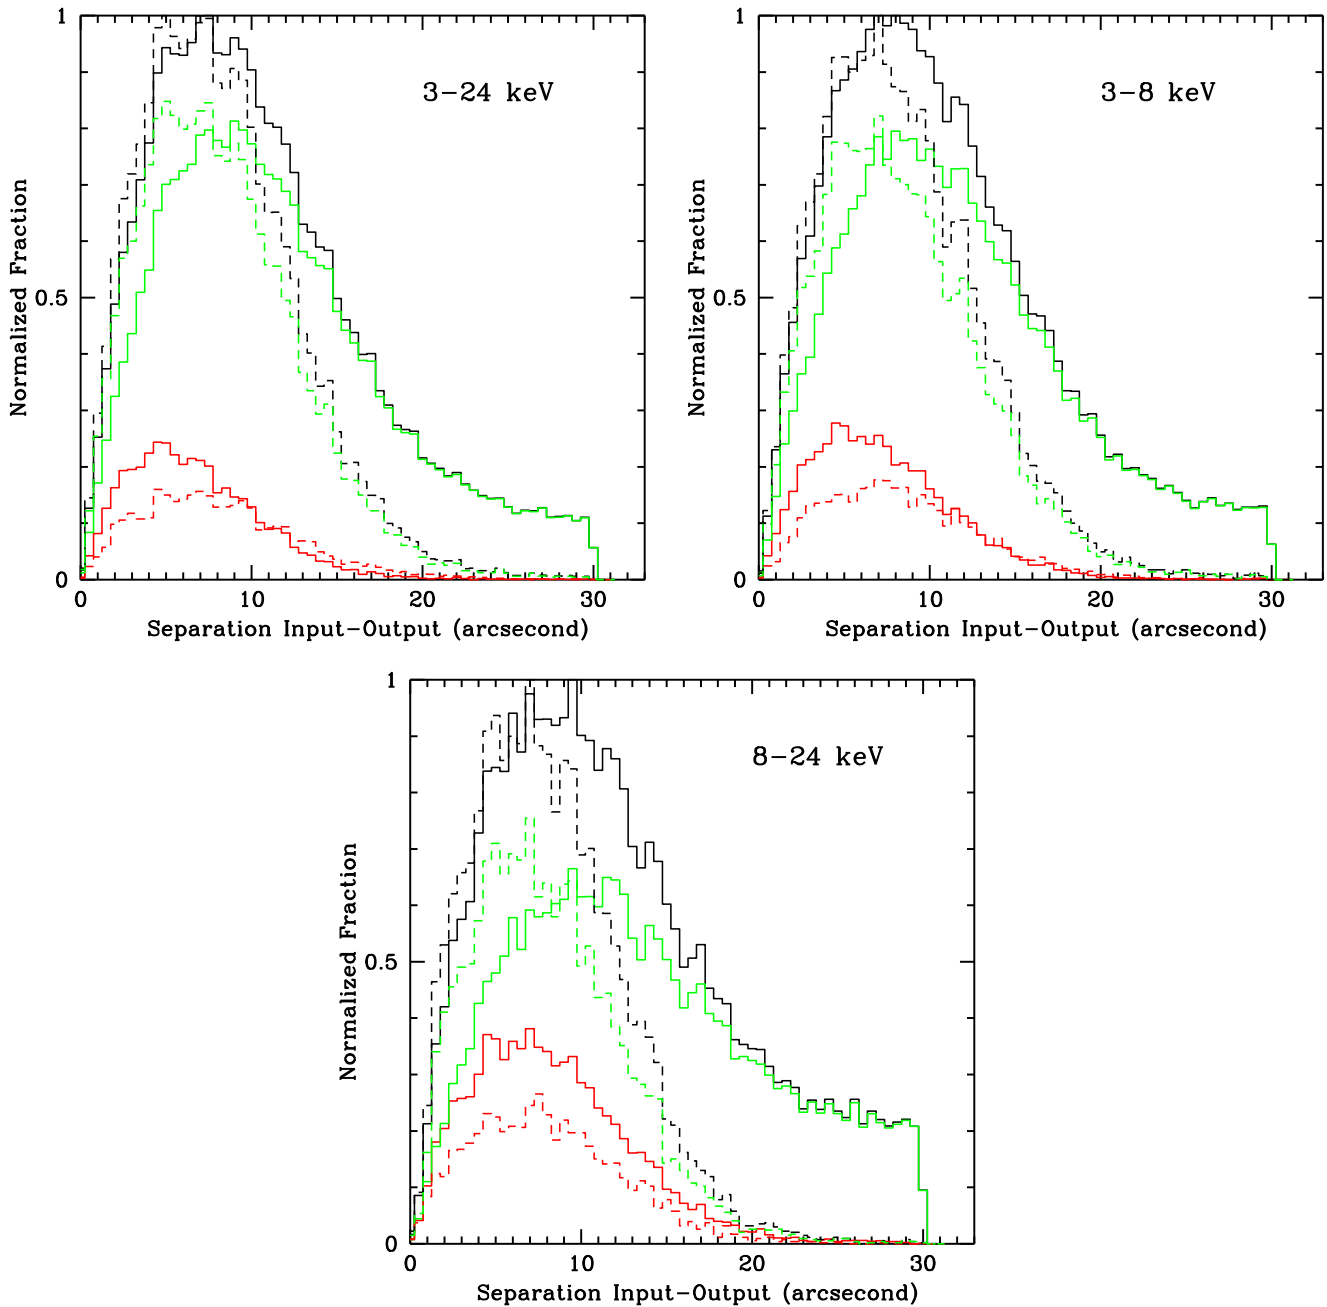 1
3-24 keV
Normalized Fraction
0.5
0
0 10 20 30
Separation Input-Output (arcsecond)
1
3-8 keV
Normalized Fraction
0.5
0
0 10 20 30
Separation Input-Output (arcsecond)
1
8-24 keV
Normalized Fraction
0.5
0
0 10 20 30
Separation Input-Output (arcsecond)